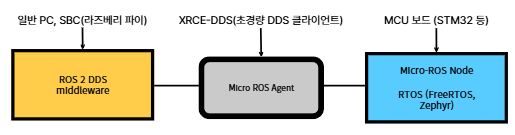 일반 PC, SBC(라즈베리 파이)
XRCE-DDS(초경량 DDS 클라이언트)
MCU 보드 (STM32 등)
ROS 2 DDS
middleware
Micro ROS Agent
Micro-ROS Node
RTOS (FreeRTOS,
Zephyr)